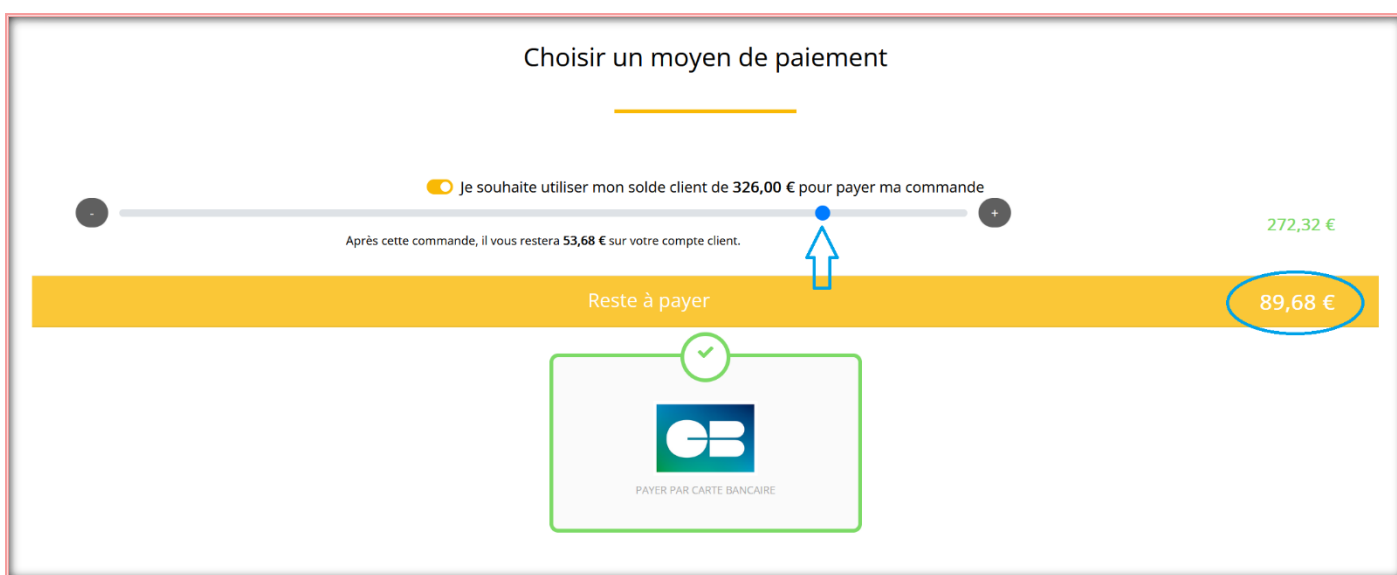 Choisir un moyen de paiement
Je souhaite utiliser mon solde client de 326,00 € pour payer ma commande
- +
272,32 €
Après cette commande, il vous restera 53,68 € sur votre compte client.
Reste à payer 89,68 €
CB
PAYER PAR CARTE BANCAIRE